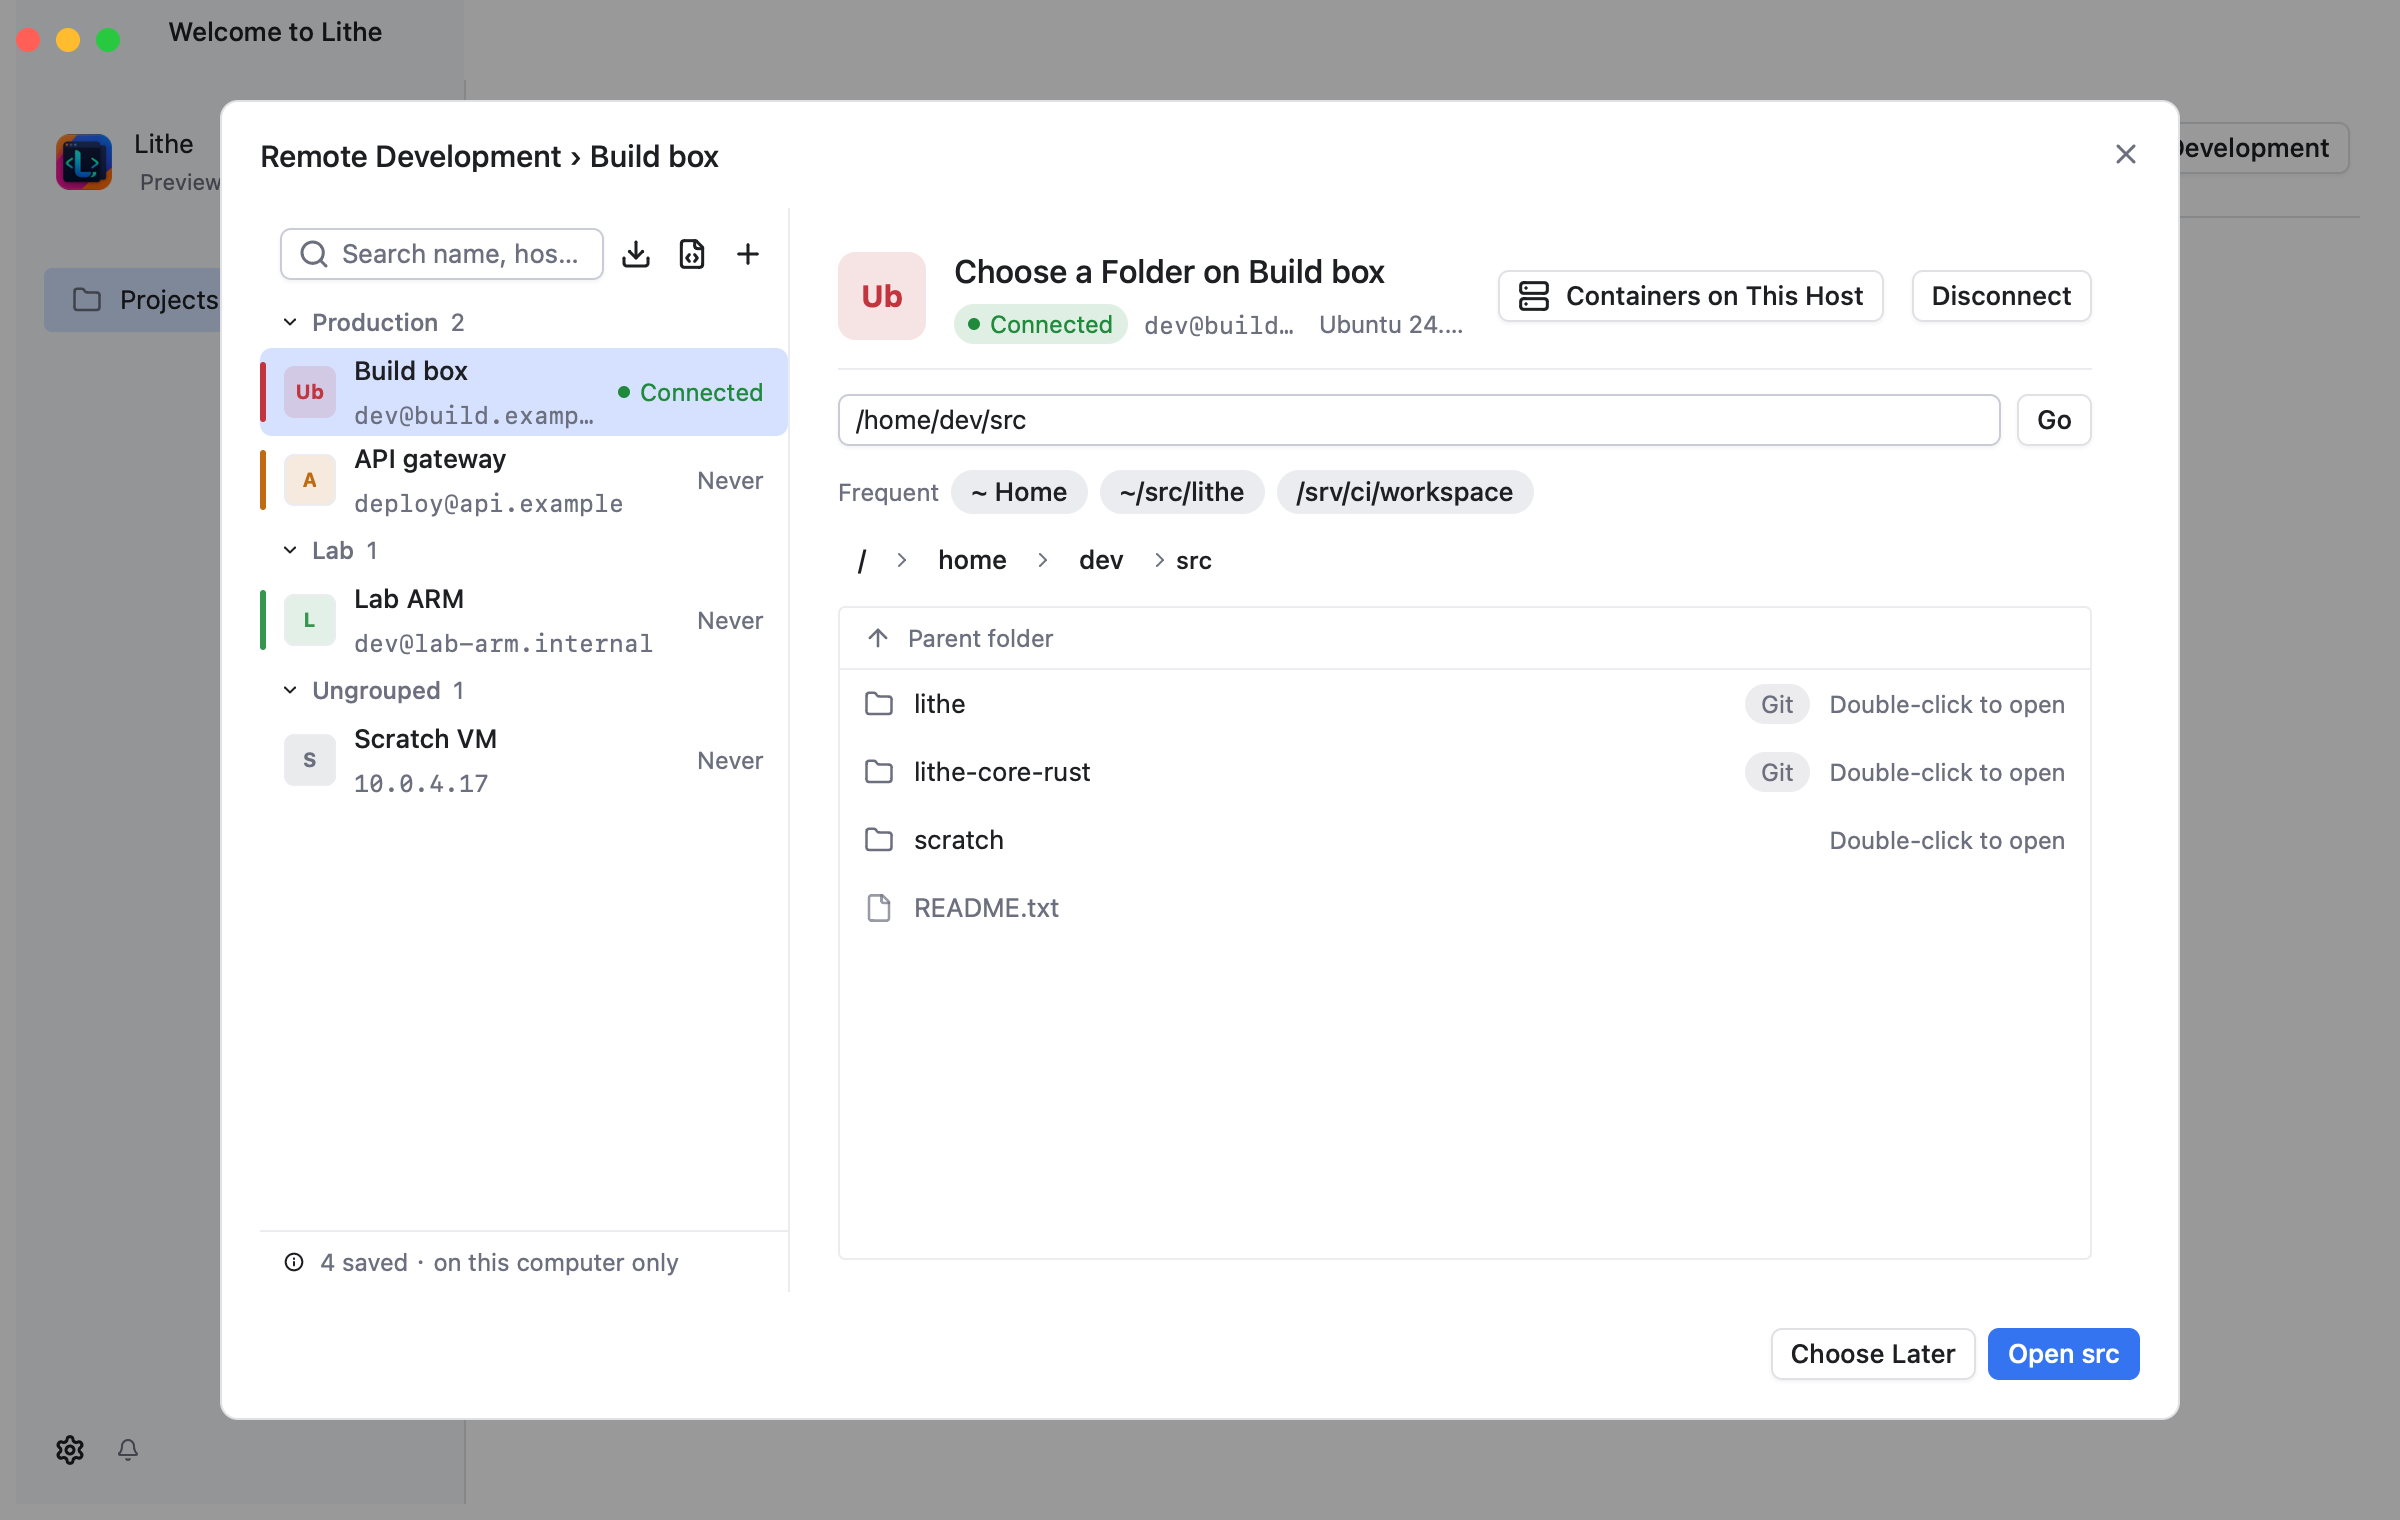 Welcome to Lithe
Lithe
Preview
Projects
Development
Remote Development › Build box
Search name, hos...
Production 2
Ub
Build box
dev@build.examp…
Connected
A
API gateway
deploy@api.example
Never
Lab 1
L
Lab ARM
dev@lab-arm.internal
Never
Ungrouped 1
S
Scratch VM
10.0.4.17
Never
4 saved · on this computer only
Ub
Choose a Folder on Build box
Connected dev@build… Ubuntu 24.…
Containers on This Host
Disconnect
/home/dev/src
Go
Frequent ~ Home ~/src/lithe /srv/ci/workspace
/ > home > dev > src
Parent folder
lithe Git Double-click to open
lithe-core-rust Git Double-click to open
scratch Double-click to open
README.txt
Choose Later
Open src